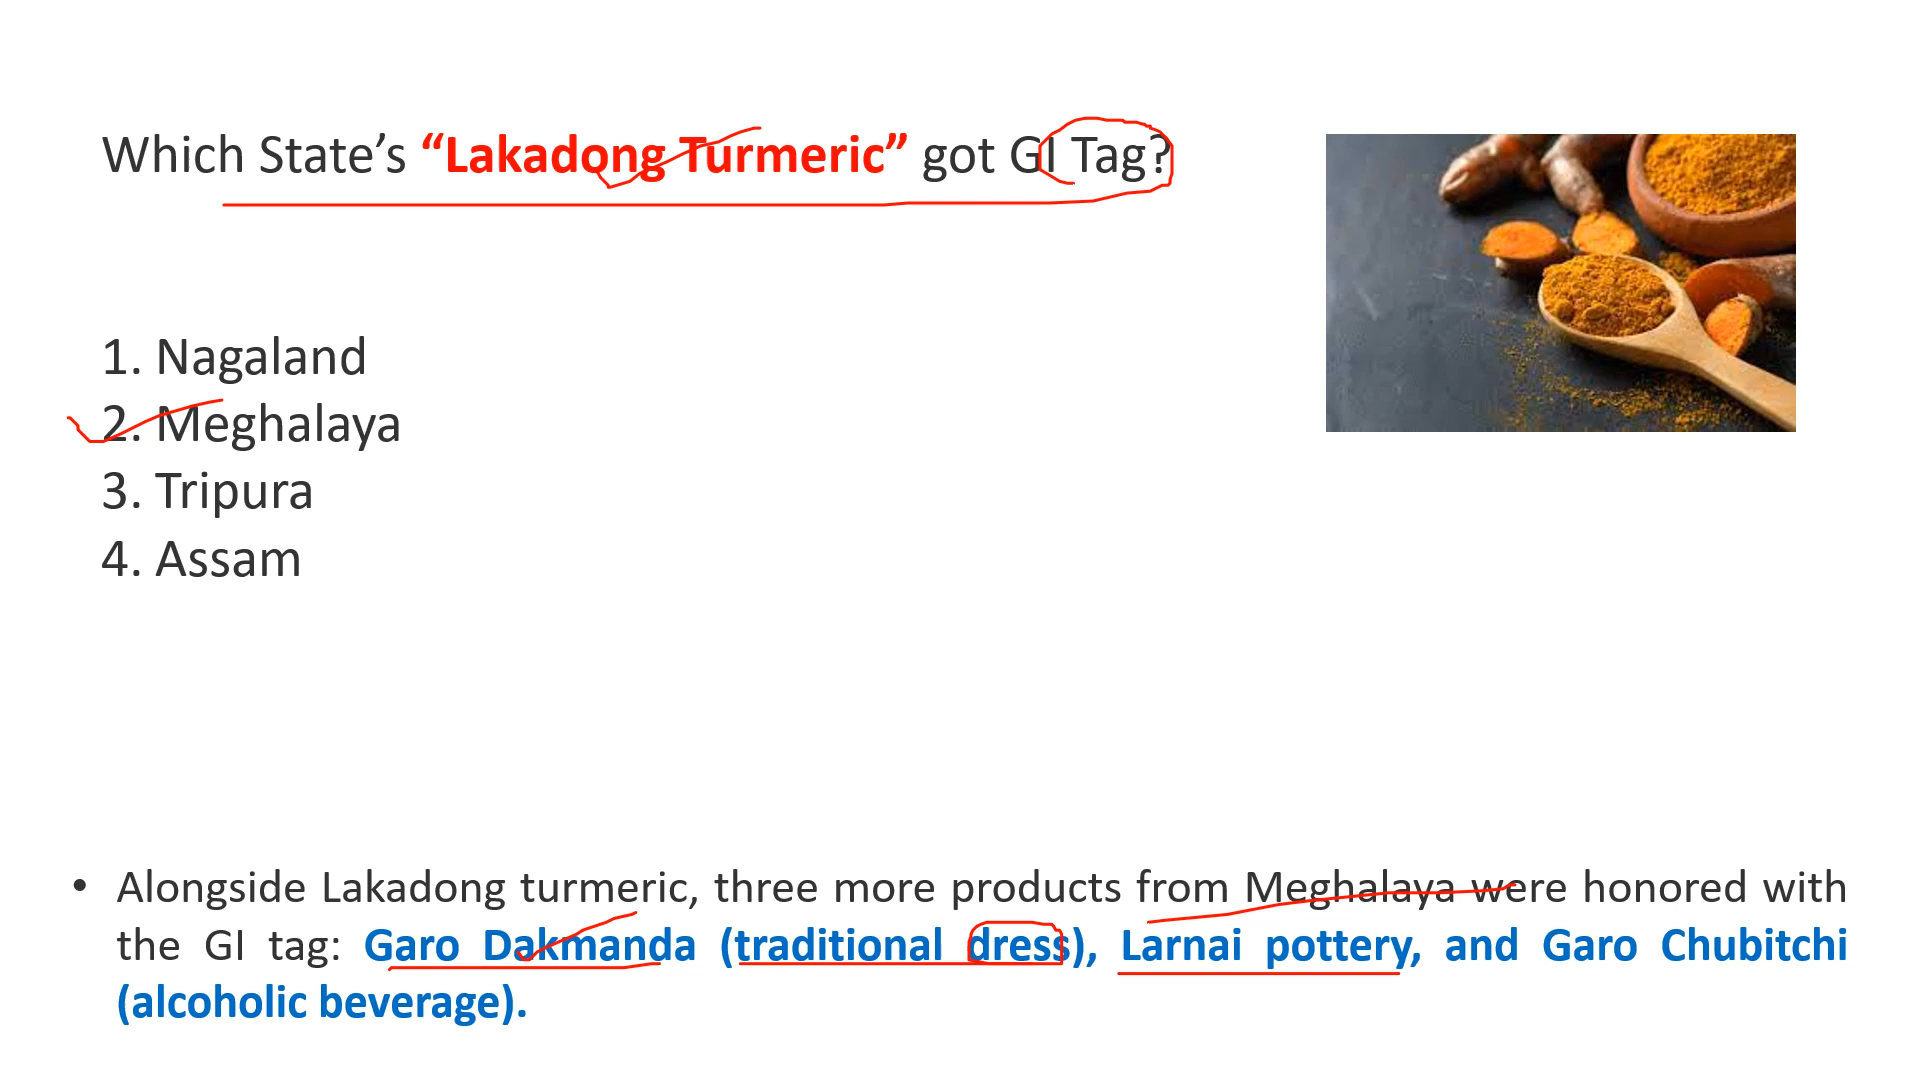 Which State’s “Lakadong Turmeric” got GI Tag?
1. Nagaland
2. Meghalaya
3. Tripura
4. Assam
• Alongside Lakadong turmeric, three more products from Meghalaya were honored with
the GI tag: Garo Dakmanda (traditional dress), Larnai pottery, and Garo Chubitchi
(alcoholic beverage).